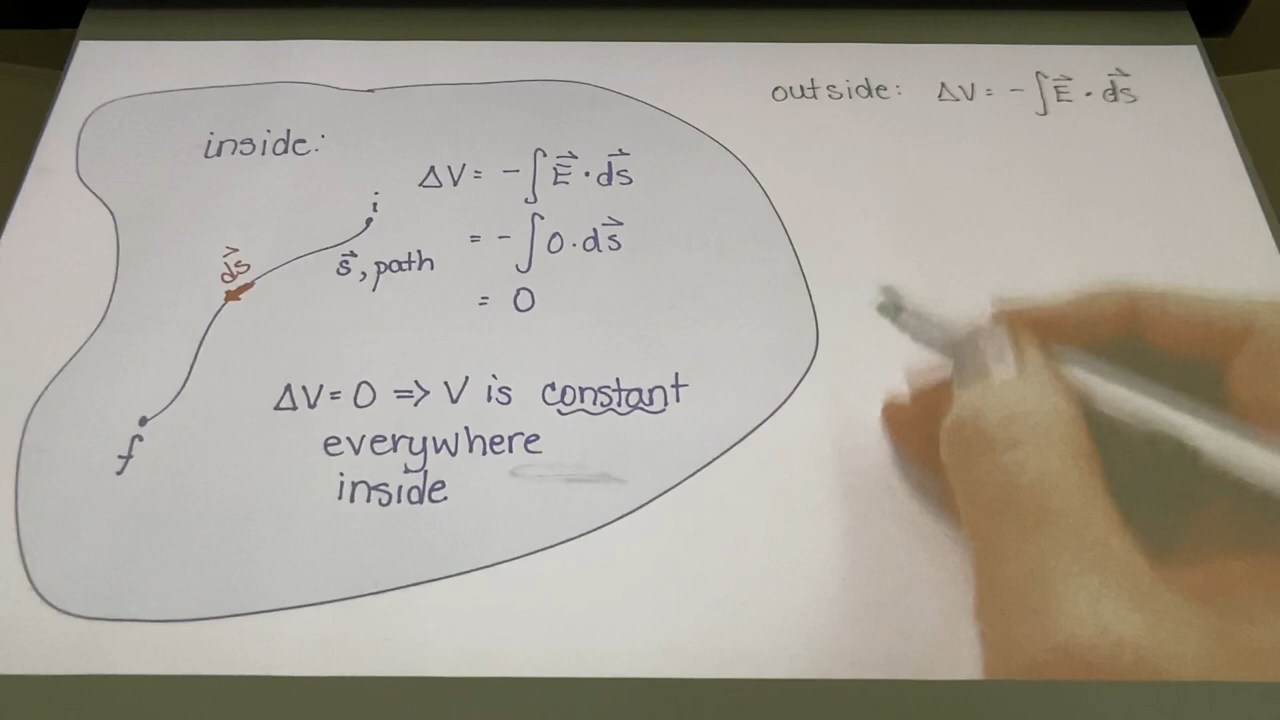 inside:
ΔV = -∫E⃗ · ds⃗
= -∫0 · ds⃗
= 0
i
s⃗, path
ds⃗
f
ΔV = 0 => V is constant
everywhere
inside
outside: ΔV = -∫E⃗ · ds⃗